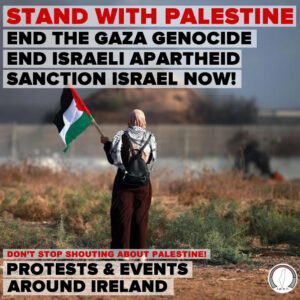 STAND WITH PALESTINE
END THE GAZA GENOCIDE
END ISRAELI APARTHEID
SANCTION ISRAEL NOW!
DON'T STOP SHOUTING ABOUT PALESTINE!
PROTESTS & EVENTS
AROUND IRELAND